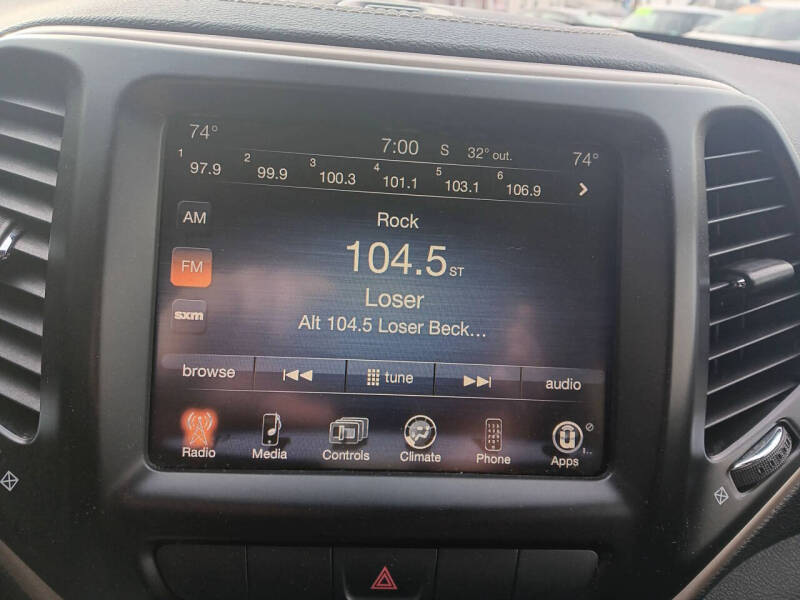 74° 7:00 S 32° out. 74°
1 97.9 2 99.9 3 100.3 4 101.1 5 103.1 6 106.9
AM
Rock
FM
104.5 ST
sxm
Loser
Alt 104.5 Loser Beck...
browse tune audio
Radio Media Controls Climate Phone Apps